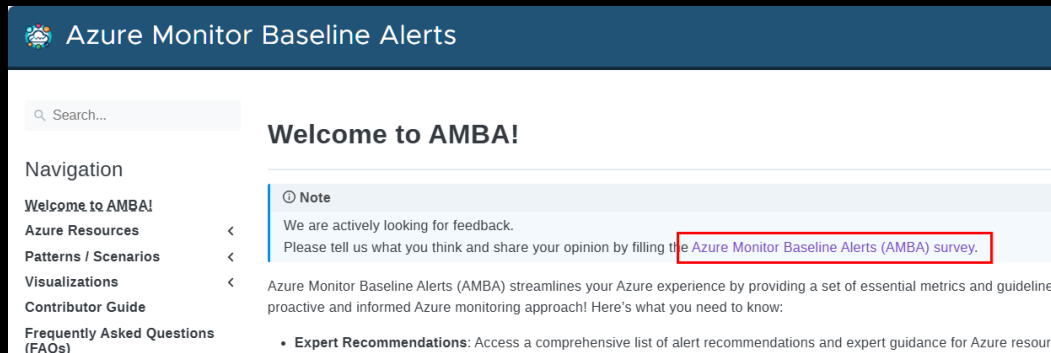 Azure Monitor Baseline Alerts
Search...
Navigation
Welcome to AMBA!
Azure Resources
Patterns / Scenarios
Visualizations
Contributor Guide
Frequently Asked Questions
(FAQs)
Welcome to AMBA!
Note
We are actively looking for feedback.
Please tell us what you think and share your opinion by filling the Azure Monitor Baseline Alerts (AMBA) survey.
Azure Monitor Baseline Alerts (AMBA) streamlines your Azure experience by providing a set of essential metrics and guideline
proactive and informed Azure monitoring approach! Here's what you need to know:
• Expert Recommendations: Access a comprehensive list of alert recommendations and expert guidance for Azure resour